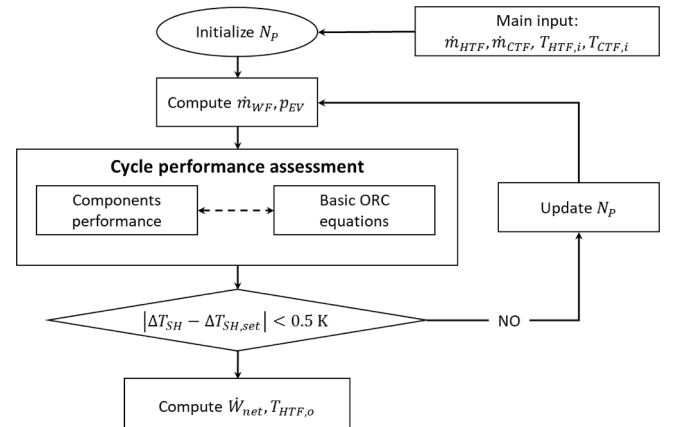 Initialize N_P
Main input:
ṁ_HTF, ṁ_CTF, T_HTF,i, T_CTF,i
Compute ṁ_WF, p_EV
Cycle performance assessment
Components
performance
Basic ORC
equations
Update N_P
|ΔT_SH − ΔT_SH,set| < 0.5 K
NO
Compute Ẇ_net, T_HTF,o